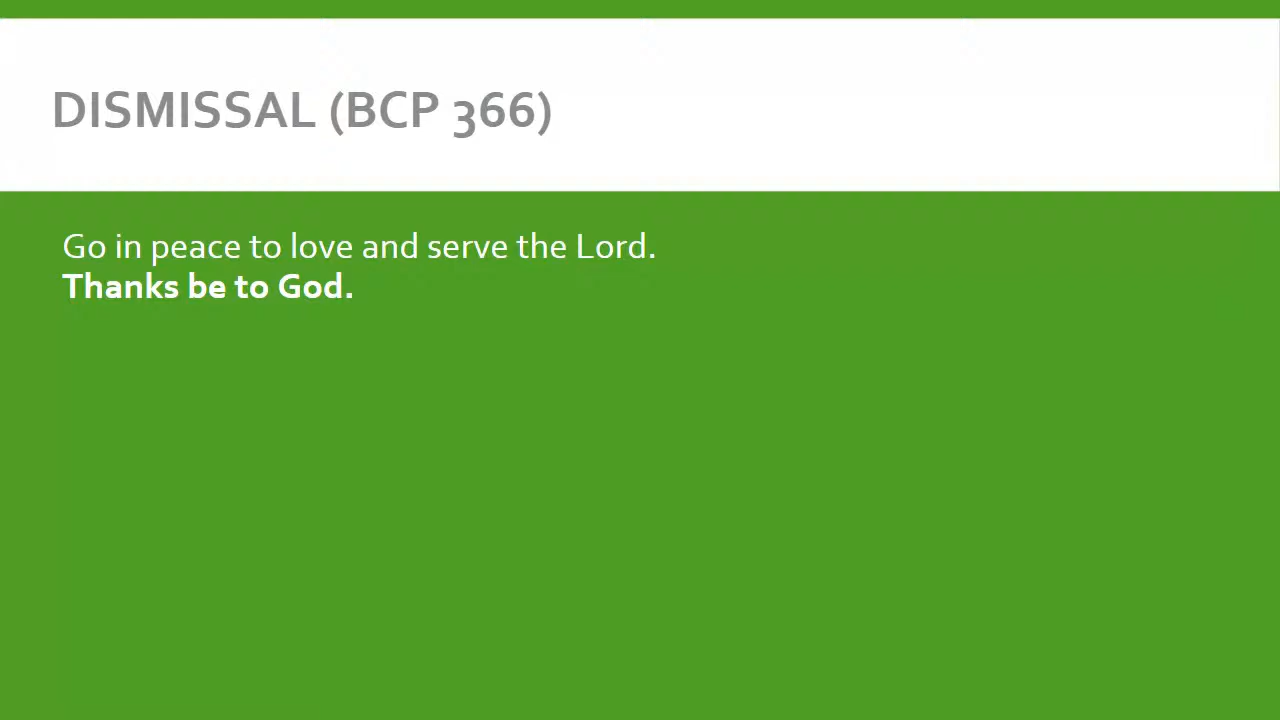 DISMISSAL (BCP 366)
Go in peace to love and serve the Lord.
Thanks be to God.